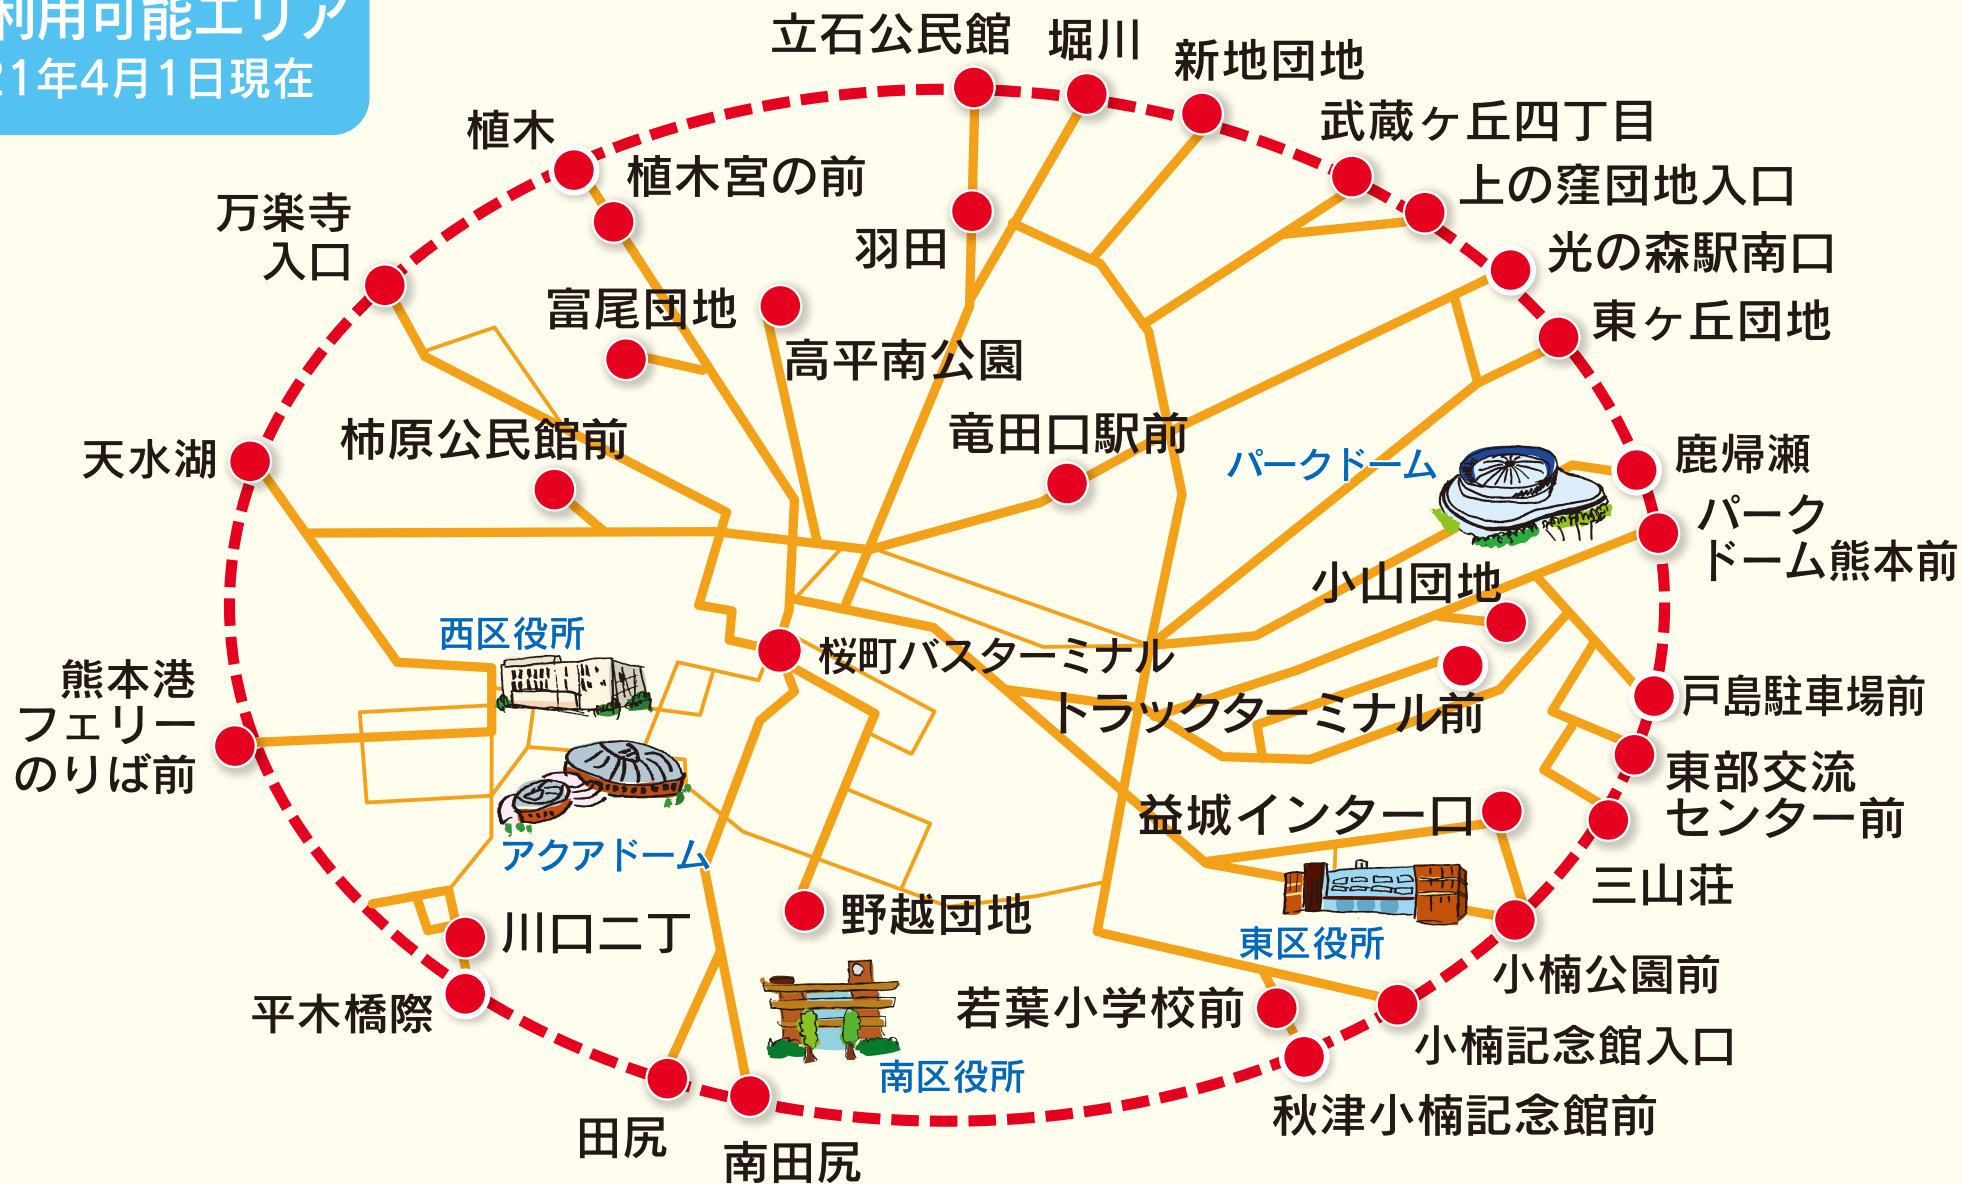 利用可能エリア
21年4月1日現在
立石公民館
堀川
新地団地
武蔵ヶ丘四丁目
上の窪団地入口
光の森駅南口
東ヶ丘団地
植木
植木宮の前
万楽寺
入口
羽田
富尾団地
高平南公園
柿原公民館前
竜田口駅前
天水湖
パークドーム
鹿帰瀬
パーク
ドーム熊本前
小山団地
西区役所
桜町バスターミナル
熊本港
フェリー
のりば前
トラックターミナル前
戸島駐車場前
東部交流
センター前
益城インター口
三山荘
アクアドーム
川口二丁
野越団地
東区役所
小楠公園前
平木橋際
若葉小学校前
小楠記念館入口
南区役所
秋津小楠記念館前
田尻
南田尻